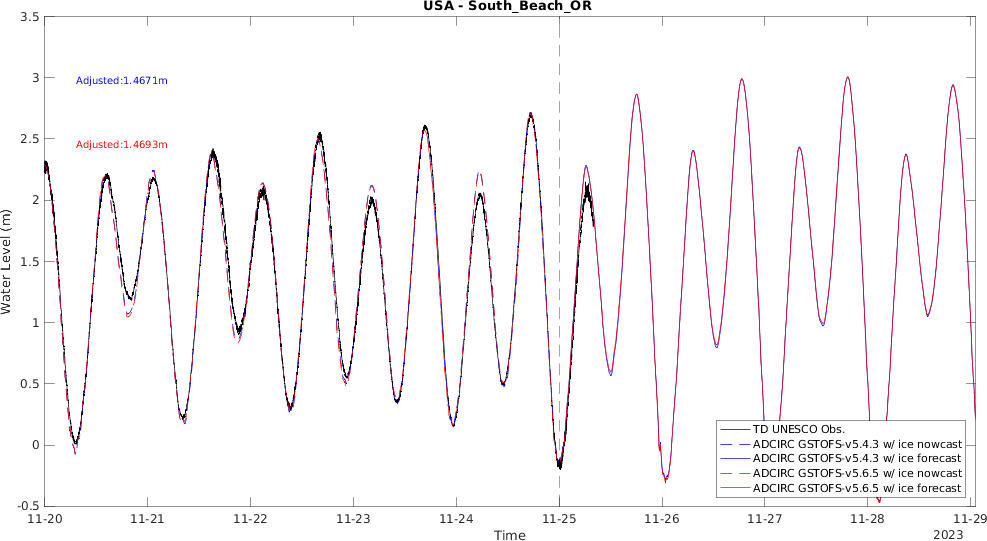 USA - South_Beach_OR
3.5
3
2.5
2
1.5
1
0.5
0
-0.5
Water Level (m)
Adjusted:1.4671m
Adjusted:1.4693m
TD UNESCO Obs.
ADCIRC GSTOFS-v5.4.3 w/ ice nowcast
ADCIRC GSTOFS-v5.4.3 w/ ice forecast
ADCIRC GSTOFS-v5.6.5 w/ ice nowcast
ADCIRC GSTOFS-v5.6.5 w/ ice forecast
11-20 11-21 11-22 11-23 11-24 11-25 11-26 11-27 11-28 11-29
Time
2023